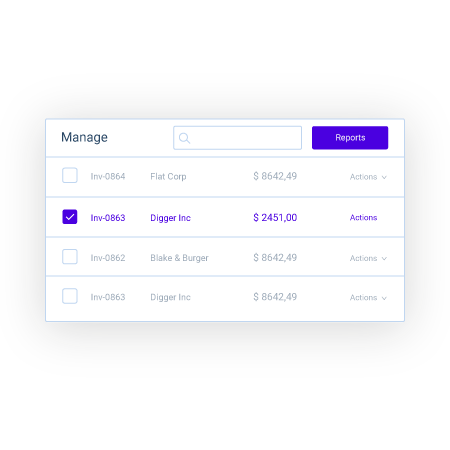 Manage Reports
Inv-0864 Flat Corp $ 8642,49 Actions
Inv-0863 Digger Inc $ 2451,00 Actions
Inv-0862 Blake & Burger $ 8642,49 Actions
Inv-0863 Digger Inc $ 8642,49 Actions